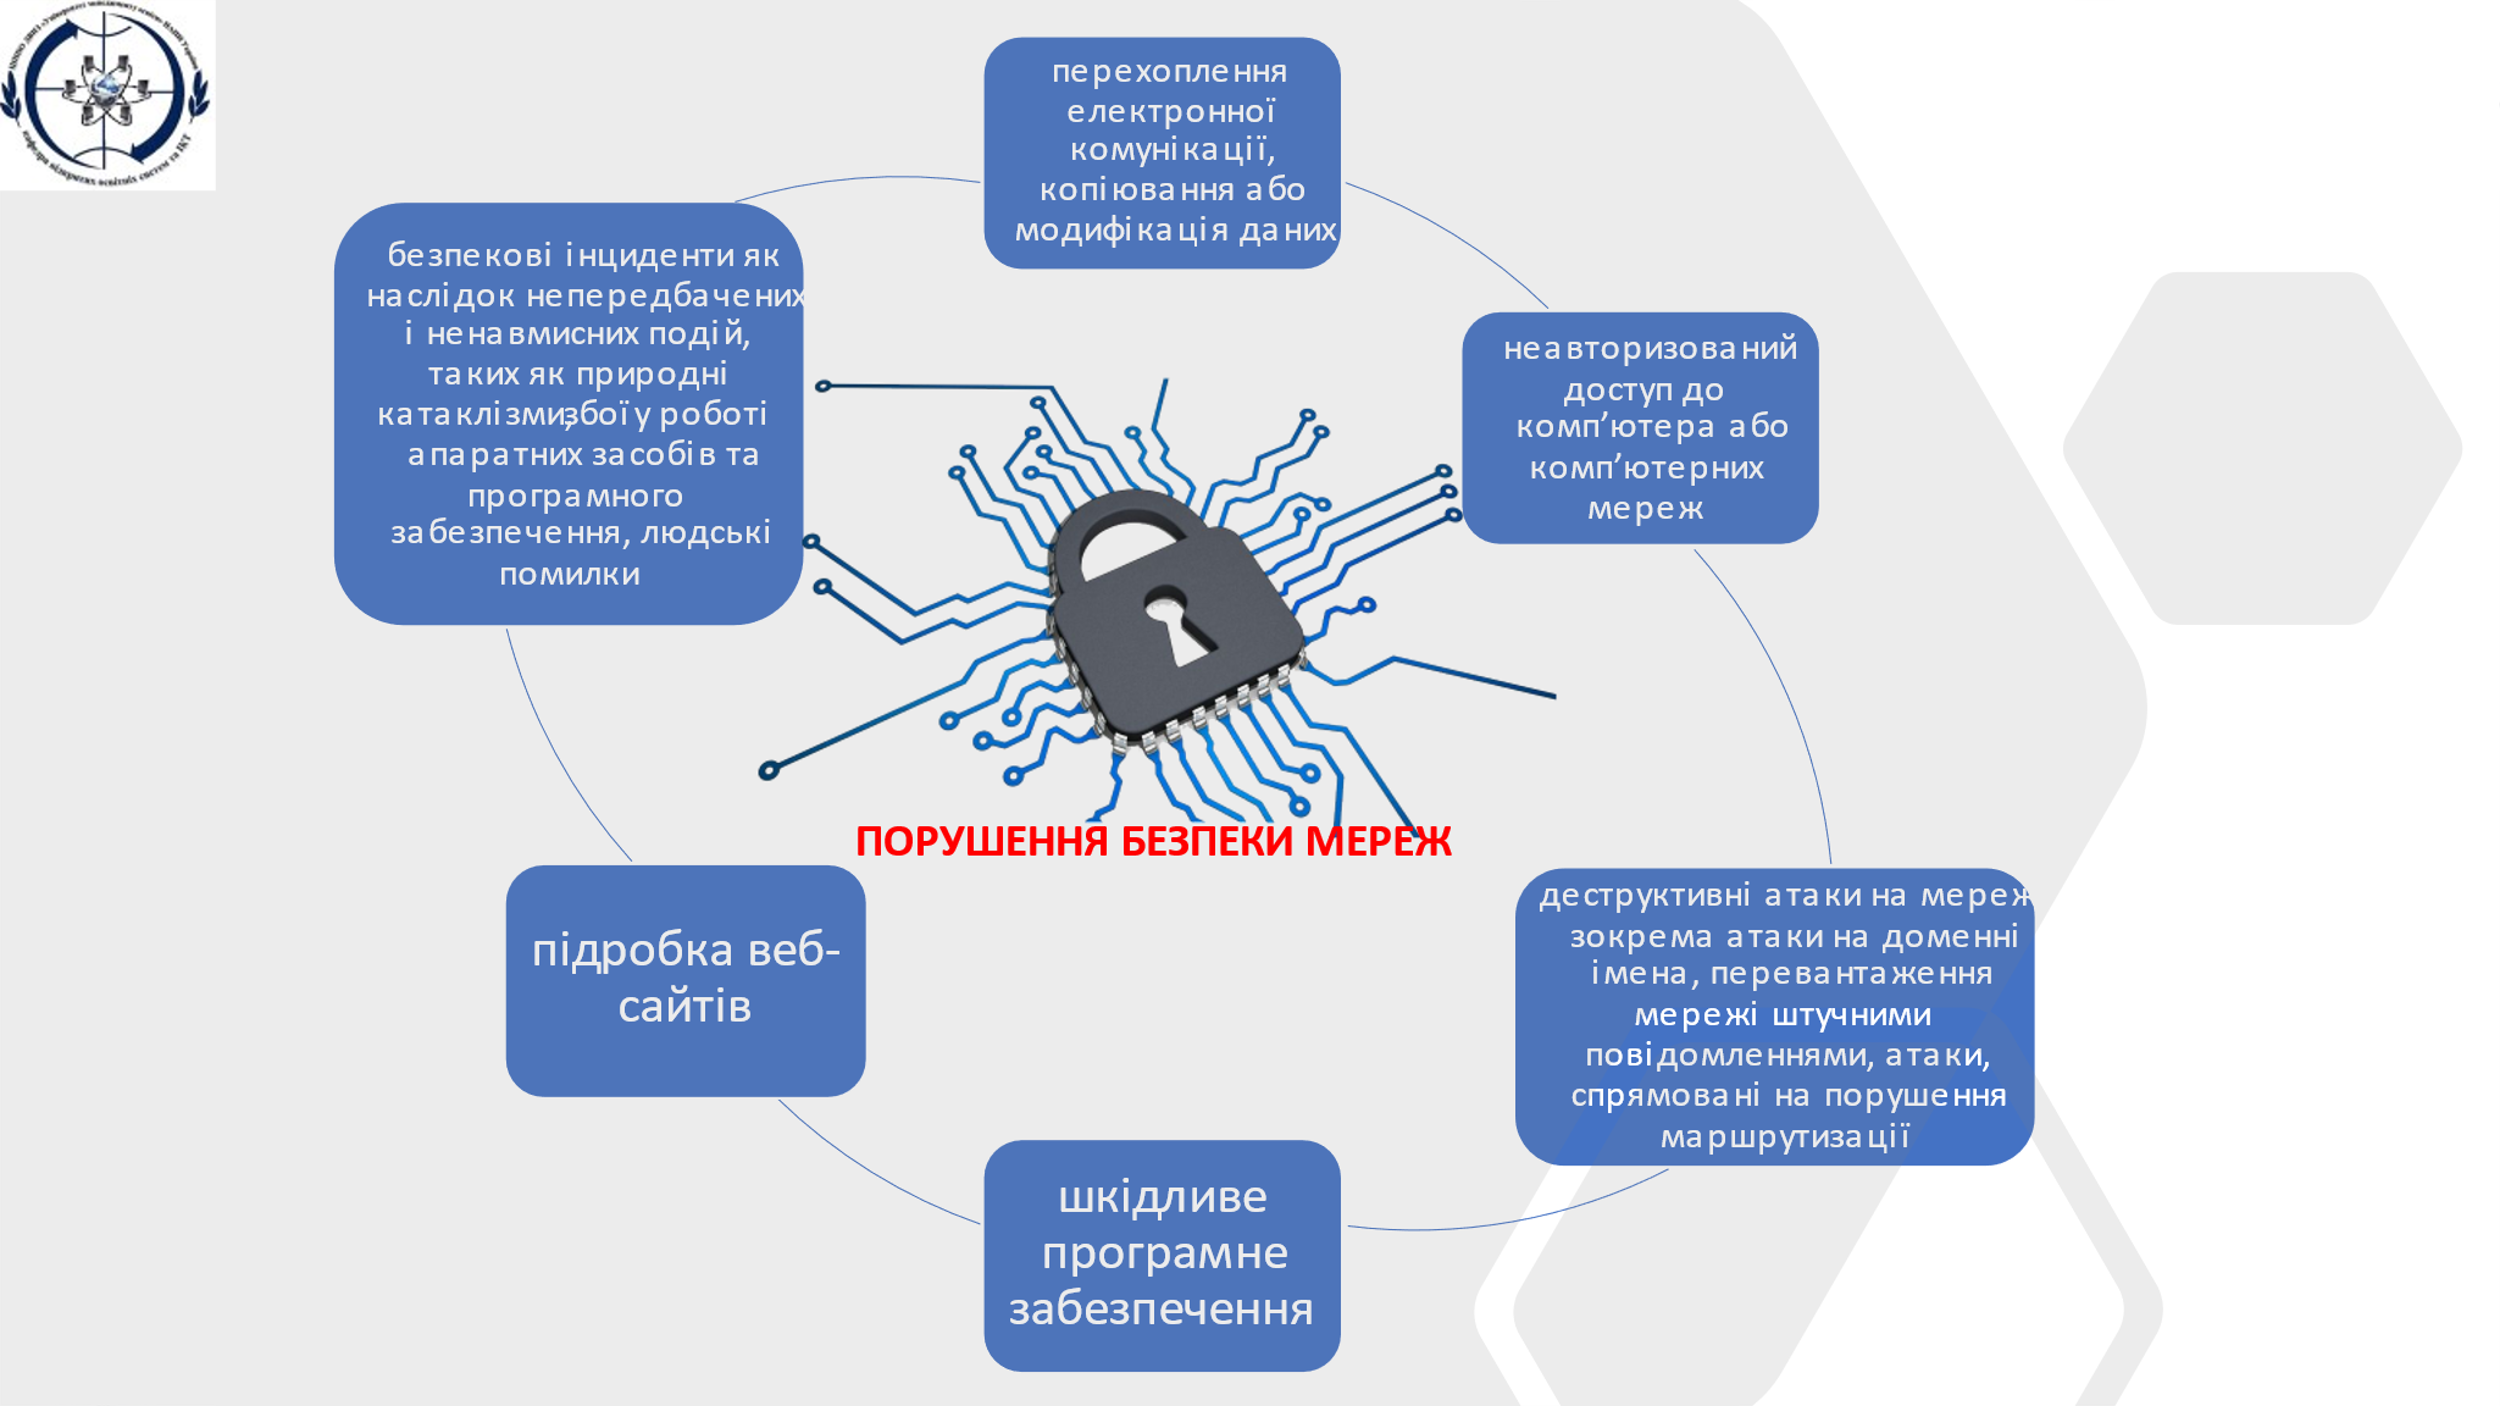 перехоплення
електронної
комунікації,
копіювання або
модифікація даних
неавторизований
доступ до
комп’ютера або
комп’ютерних
мереж
деструктивні атаки на
зокрема атаки на доменні
імена, перевантаження
мережі штучними
повідомленнями, атаки,
спрямовані на порушення
маршрутизації
шкідливе
програмне
забезпечення
підробка веб-
сайтів
безпекові інциденти як
наслідок непередбачених
і ненавмисних подій,
таких як природні
катаклізми, збої у роботі
апаратних засобів та
програмного
забезпечення, людські
помилки
ПОРУШЕННЯ БЕЗПЕКИ МЕРЕЖ